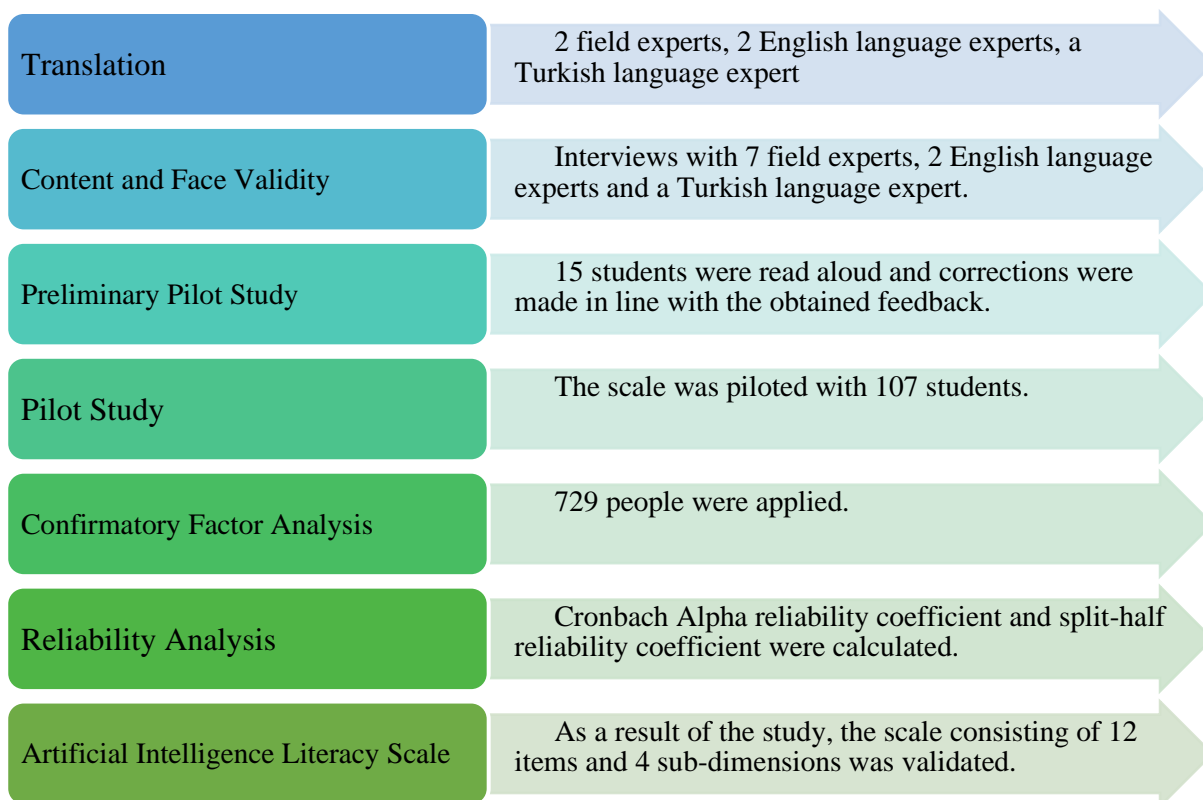 Translation
2 field experts, 2 English language experts, a
Turkish language expert
Content and Face Validity
Interviews with 7 field experts, 2 English language
experts and a Turkish language expert.
Preliminary Pilot Study
15 students were read aloud and corrections were
made in line with the obtained feedback.
Pilot Study
The scale was piloted with 107 students.
Confirmatory Factor Analysis
729 people were applied.
Reliability Analysis
Cronbach Alpha reliability coefficient and split-half
reliability coefficient were calculated.
Artificial Intelligence Literacy Scale
As a result of the study, the scale consisting of 12
items and 4 sub-dimensions was validated.